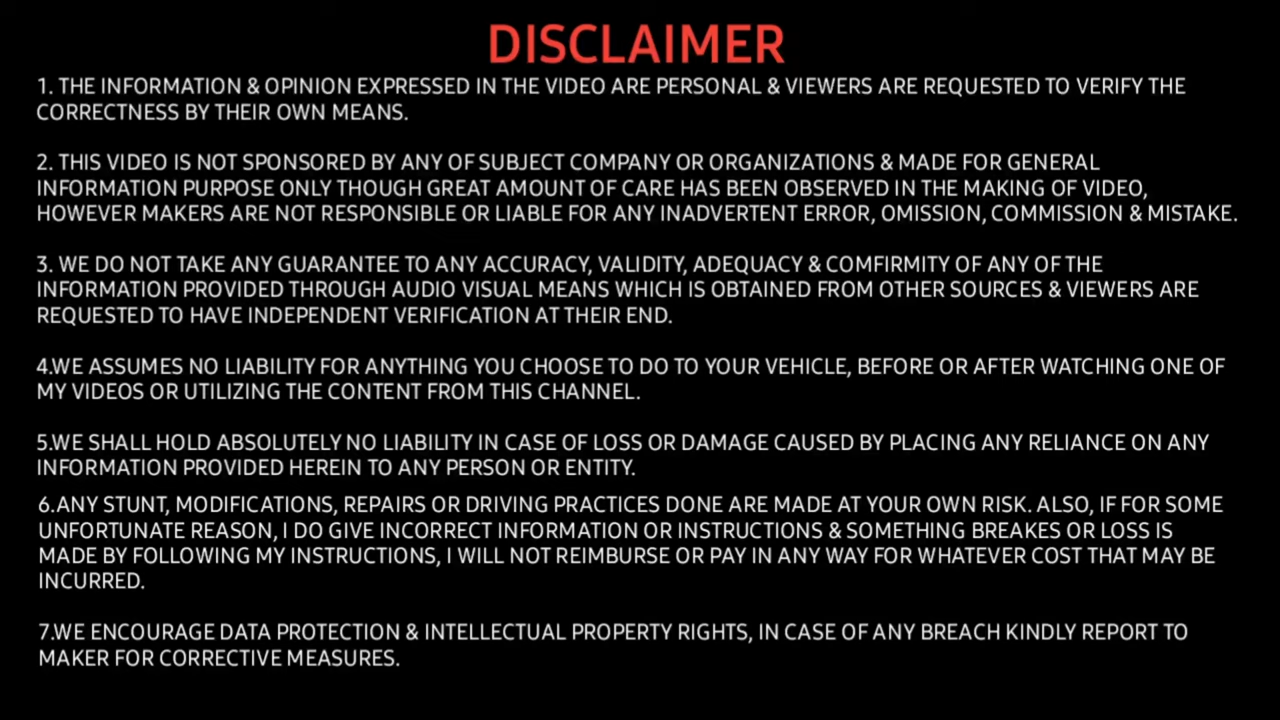 DISCLAIMER
1. THE INFORMATION & OPINION EXPRESSED IN THE VIDEO ARE PERSONAL & VIEWERS ARE REQUESTED TO VERIFY THE
CORRECTNESS BY THEIR OWN MEANS.
2. THIS VIDEO IS NOT SPONSORED BY ANY OF SUBJECT COMPANY OR ORGANIZATIONS & MADE FOR GENERAL
INFORMATION PURPOSE ONLY THOUGH GREAT AMOUNT OF CARE HAS BEEN OBSERVED IN THE MAKING OF VIDEO,
HOWEVER MAKERS ARE NOT RESPONSIBLE OR LIABLE FOR ANY INADVERTENT ERROR, OMISSION, COMMISSION & MISTAKE.
3. WE DO NOT TAKE ANY GUARANTEE TO ANY ACCURACY, VALIDITY, ADEQUACY & COMFIRMITY OF ANY OF THE
INFORMATION PROVIDED THROUGH AUDIO VISUAL MEANS WHICH IS OBTAINED FROM OTHER SOURCES & VIEWERS ARE
REQUESTED TO HAVE INDEPENDENT VERIFICATION AT THEIR END.
4.WE ASSUMES NO LIABILITY FOR ANYTHING YOU CHOOSE TO DO TO YOUR VEHICLE, BEFORE OR AFTER WATCHING ONE OF
MY VIDEOS OR UTILIZING THE CONTENT FROM THIS CHANNEL.
5.WE SHALL HOLD ABSOLUTELY NO LIABILITY IN CASE OF LOSS OR DAMAGE CAUSED BY PLACING ANY RELIANCE ON ANY
INFORMATION PROVIDED HEREIN TO ANY PERSON OR ENTITY.
6.ANY STUNT, MODIFICATIONS, REPAIRS OR DRIVING PRACTICES DONE ARE MADE AT YOUR OWN RISK. ALSO, IF FOR SOME
UNFORTUNATE REASON, I DO GIVE INCORRECT INFORMATION OR INSTRUCTIONS & SOMETHING BREAKES OR LOSS IS
MADE BY FOLLOWING MY INSTRUCTIONS, I WILL NOT REIMBURSE OR PAY IN ANY WAY FOR WHATEVER COST THAT MAY BE
INCURRED.
7.WE ENCOURAGE DATA PROTECTION & INTELLECTUAL PROPERTY RIGHTS, IN CASE OF ANY BREACH KINDLY REPORT TO
MAKER FOR CORRECTIVE MEASURES.